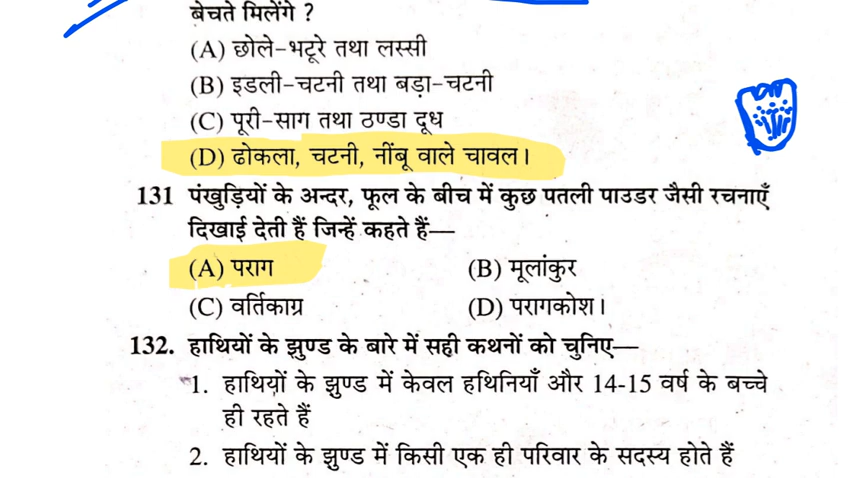 बेचते मिलेंगे ?
(A) छोले-भटूरे तथा लस्सी
(B) इडली-चटनी तथा बड़ा-चटनी
(C) पूरी-साग तथा ठण्डा दूध
(D) ढोकला, चटनी, नींबू वाले चावल।
131 पंखुड़ियों के अन्दर, फूल के बीच में कुछ पतली पाउडर जैसी रचनाएँ
दिखाई देती हैं जिन्हें कहते हैं—
(A) पराग (B) मूलांकुर
(C) वर्तिकाग्र (D) परागकोश।
132. हाथियों के झुण्ड के बारे में सही कथनों को चुनिए—
1. हाथियों के झुण्ड में केवल हथिनियाँ और 14-15 वर्ष के बच्चे
ही रहते हैं
2. हाथियों के झुण्ड में किसी एक ही परिवार के सदस्य होते हैं